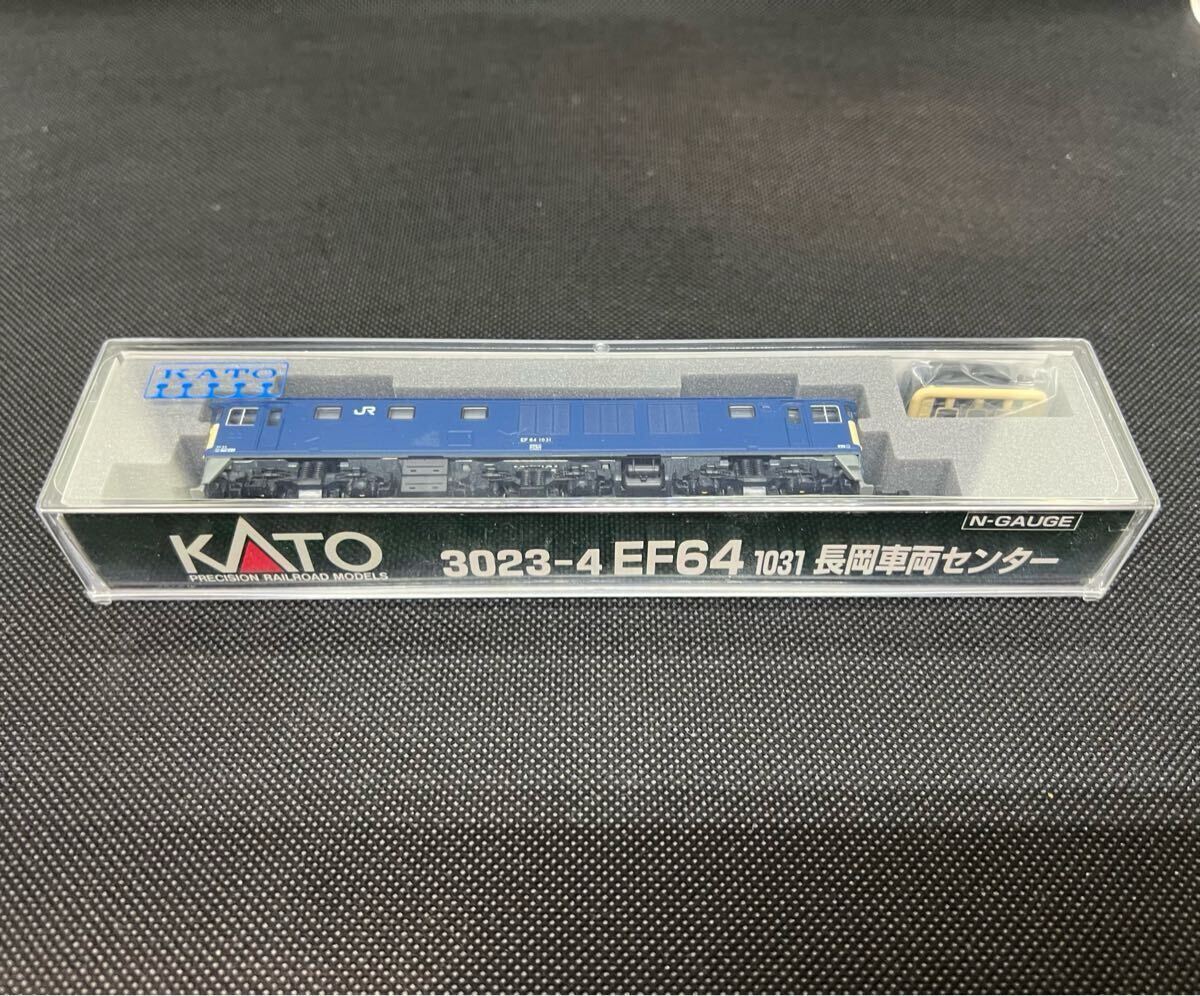 KATO
JR
EF64 1031
N-GAUGE
KATO
PRECISION RAILROAD MODELS
3023-4 EF64 1031 長岡車両センター